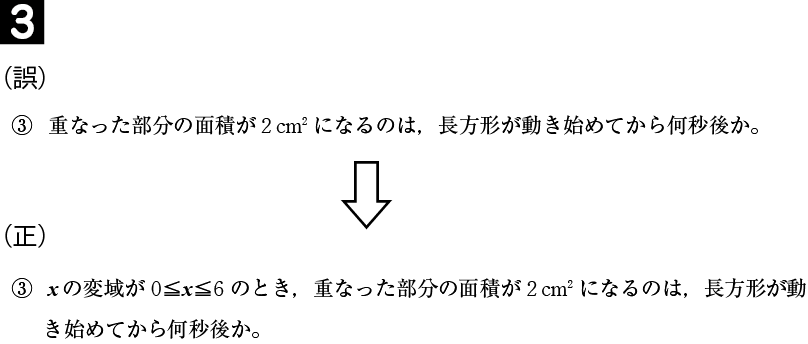 3
（誤）
③ 重なった部分の面積が 2 cm² になるのは，長方形が動き始めてから何秒後か。
（正）
③ xの変域が 0≦x≦6 のとき，重なった部分の面積が 2 cm² になるのは，長方形が動
き始めてから何秒後か。